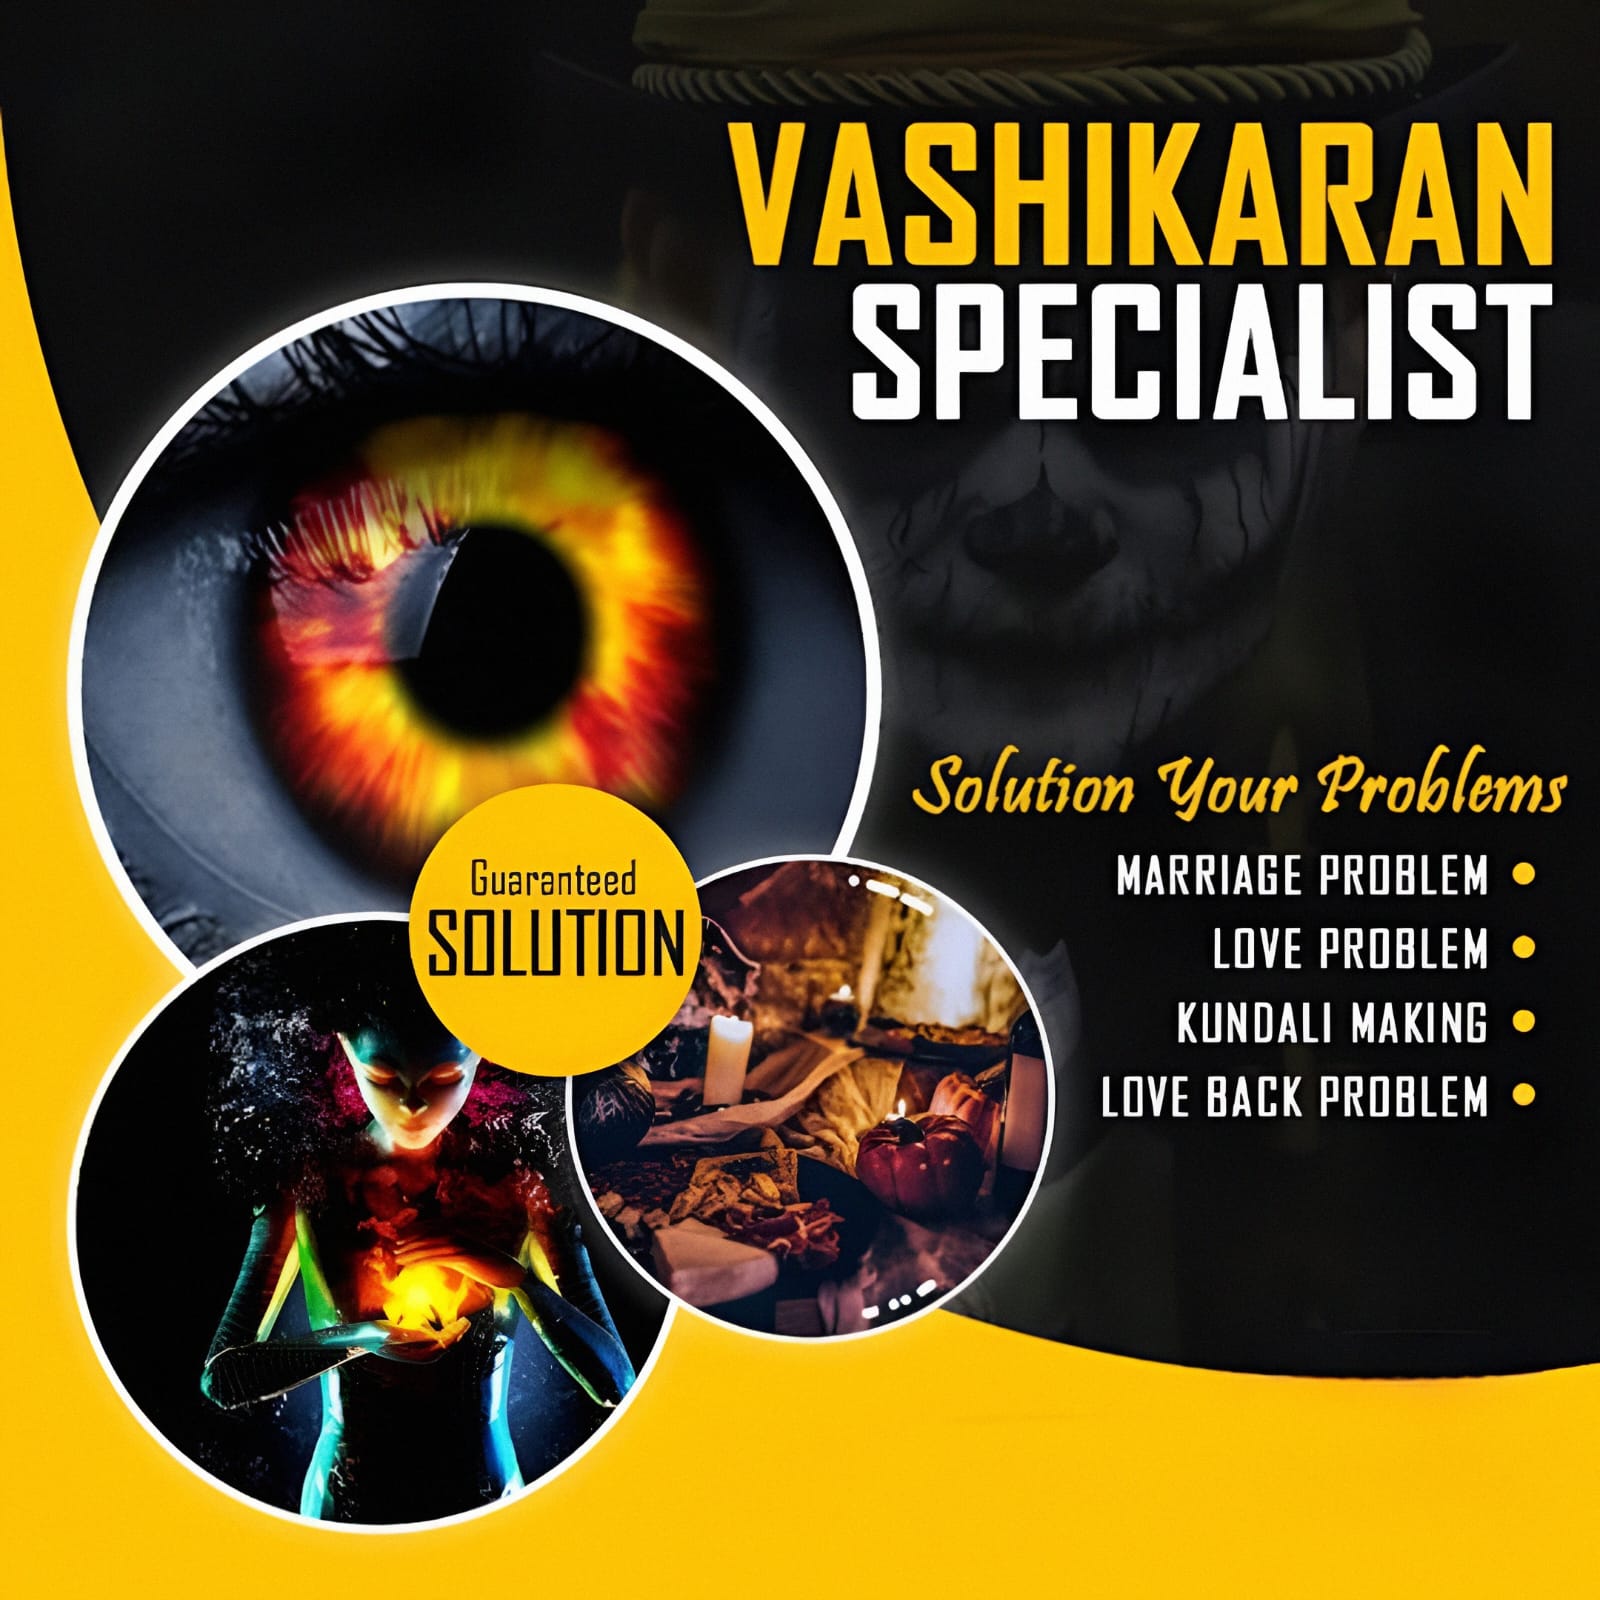 VASHIKARAN
SPECIALIST
Guaranteed
SOLUTION
Solution Your Problems
MARRIAGE PROBLEM
LOVE PROBLEM
KUNDALI MAKING
LOVE BACK PROBLEM